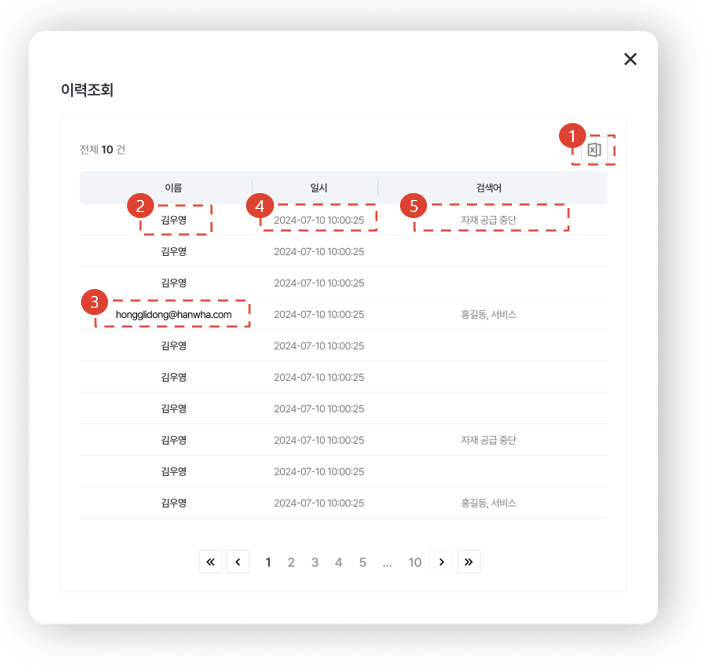 이력조회
전체 10 건
1
이름 일시 검색어
2 김우영 4 2024-07-10 10:00:25 5 자재 공급 중단
김우영 2024-07-10 10:00:25
김우영 2024-07-10 10:00:25
3 hongglidong@hanwha.com 2024-07-10 10:00:25 홍길동, 서비스
김우영 2024-07-10 10:00:25
김우영 2024-07-10 10:00:25
김우영 2024-07-10 10:00:25
김우영 2024-07-10 10:00:25 자재 공급 중단
김우영 2024-07-10 10:00:25
김우영 2024-07-10 10:00:25 홍길동, 서비스
« ‹ 1 2 3 4 5 ... 10 › »